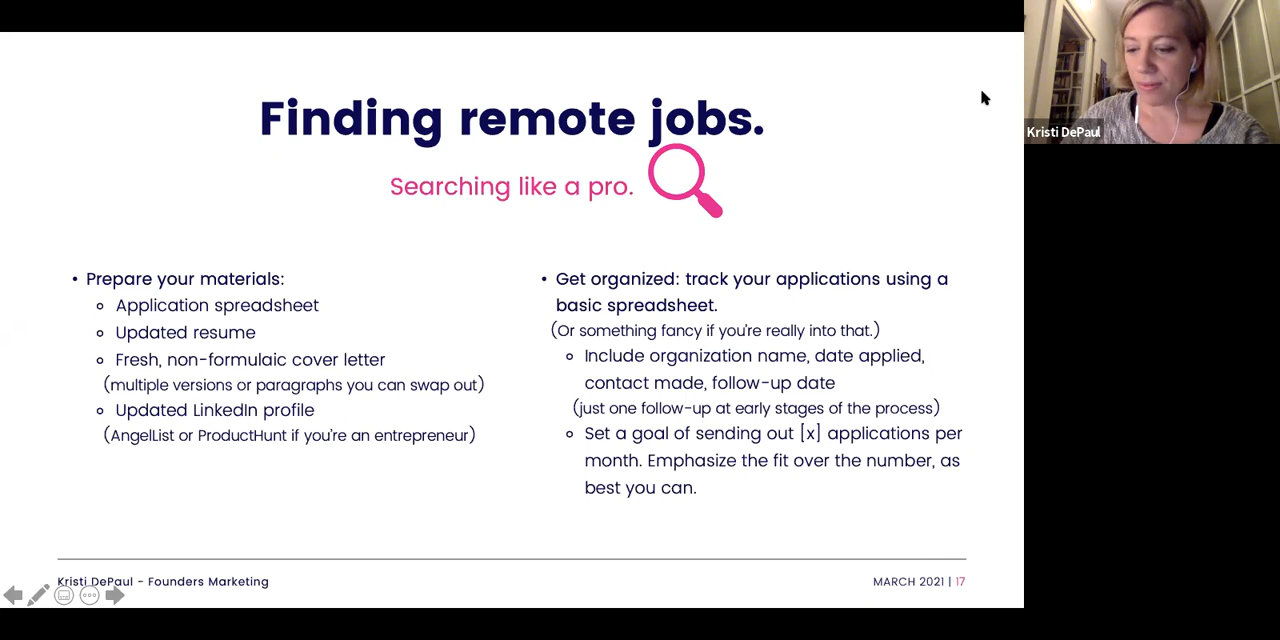 Finding remote jobs.
Searching like a pro.
• Prepare your materials:
○ Application spreadsheet
○ Updated resume
○ Fresh, non-formulaic cover letter
(multiple versions or paragraphs you can swap out)
○ Updated LinkedIn profile
(AngelList or ProductHunt if you're an entrepreneur)
• Get organized: track your applications using a
basic spreadsheet.
(Or something fancy if you're really into that.)
○ Include organization name, date applied,
contact made, follow-up date
(just one follow-up at early stages of the process)
○ Set a goal of sending out [x] applications per
month. Emphasize the fit over the number, as
best you can.
Kristi DePaul - Founders Marketing
MARCH 2021 | 17
Kristi DePaul